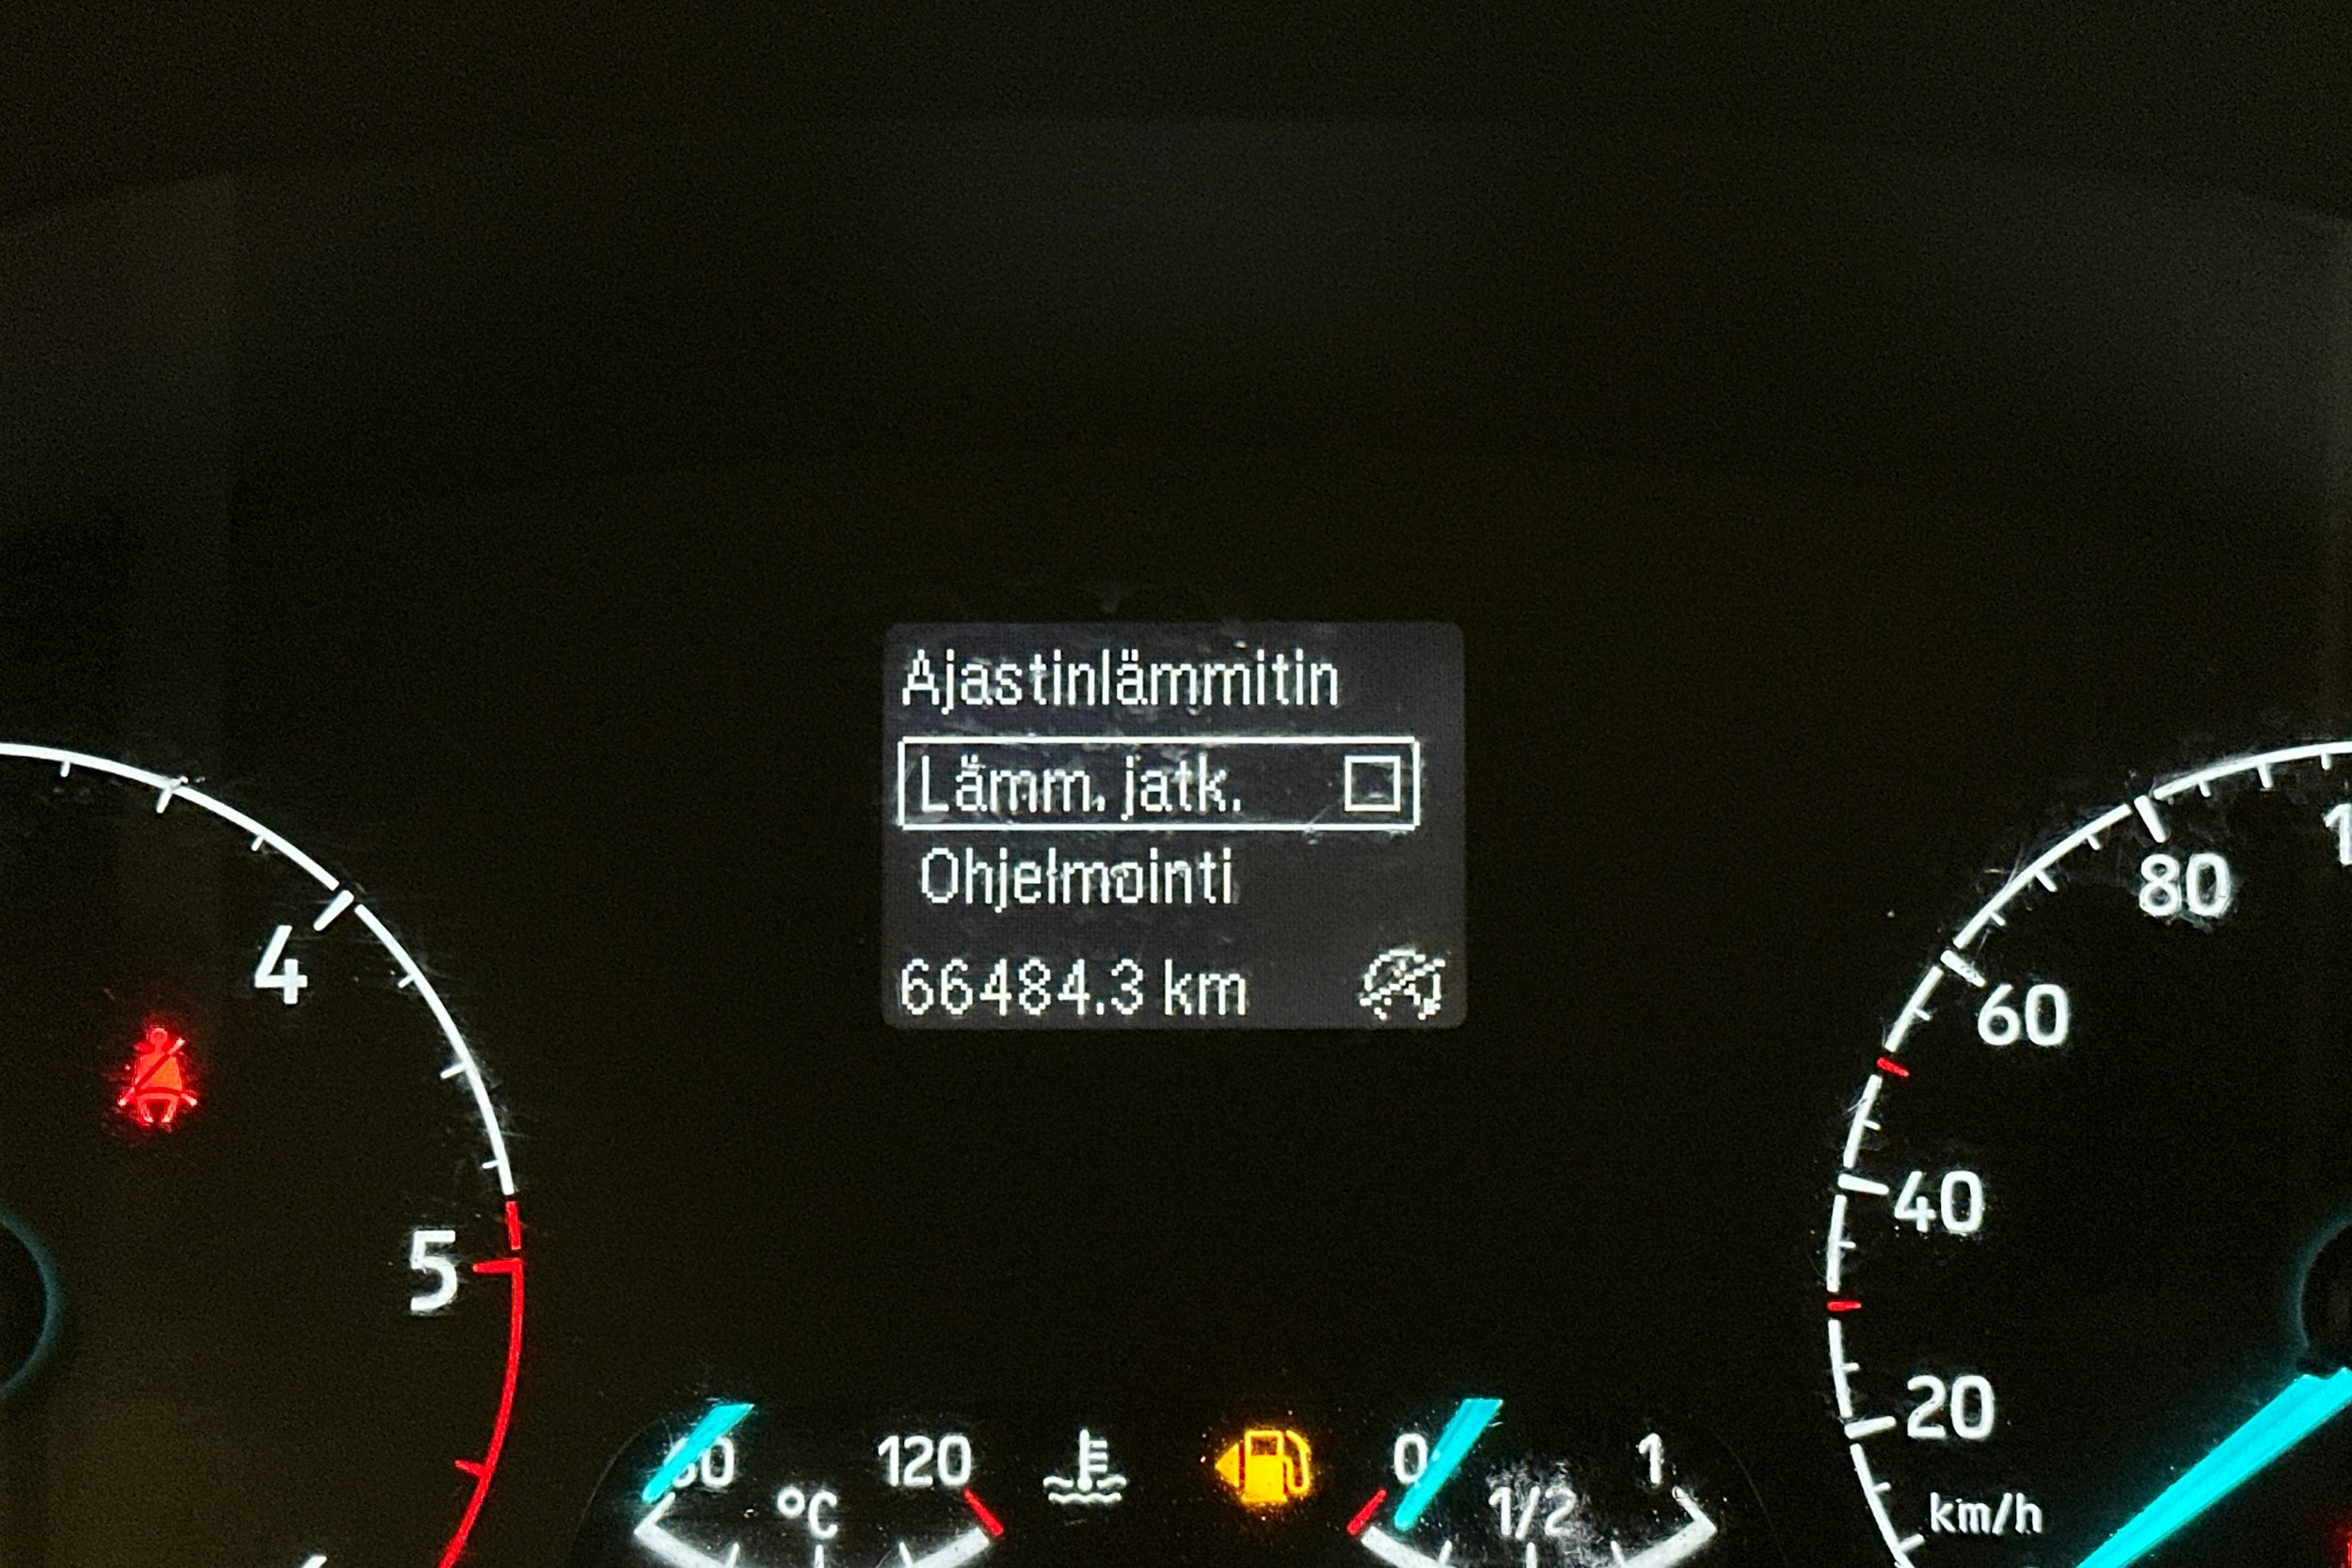 Ajastinlämmitin
Lämm. jatk.
Ohjelmointi
66484.3 km
4
5
80
60
40
20
km/h
120
°C
0
1/2
1